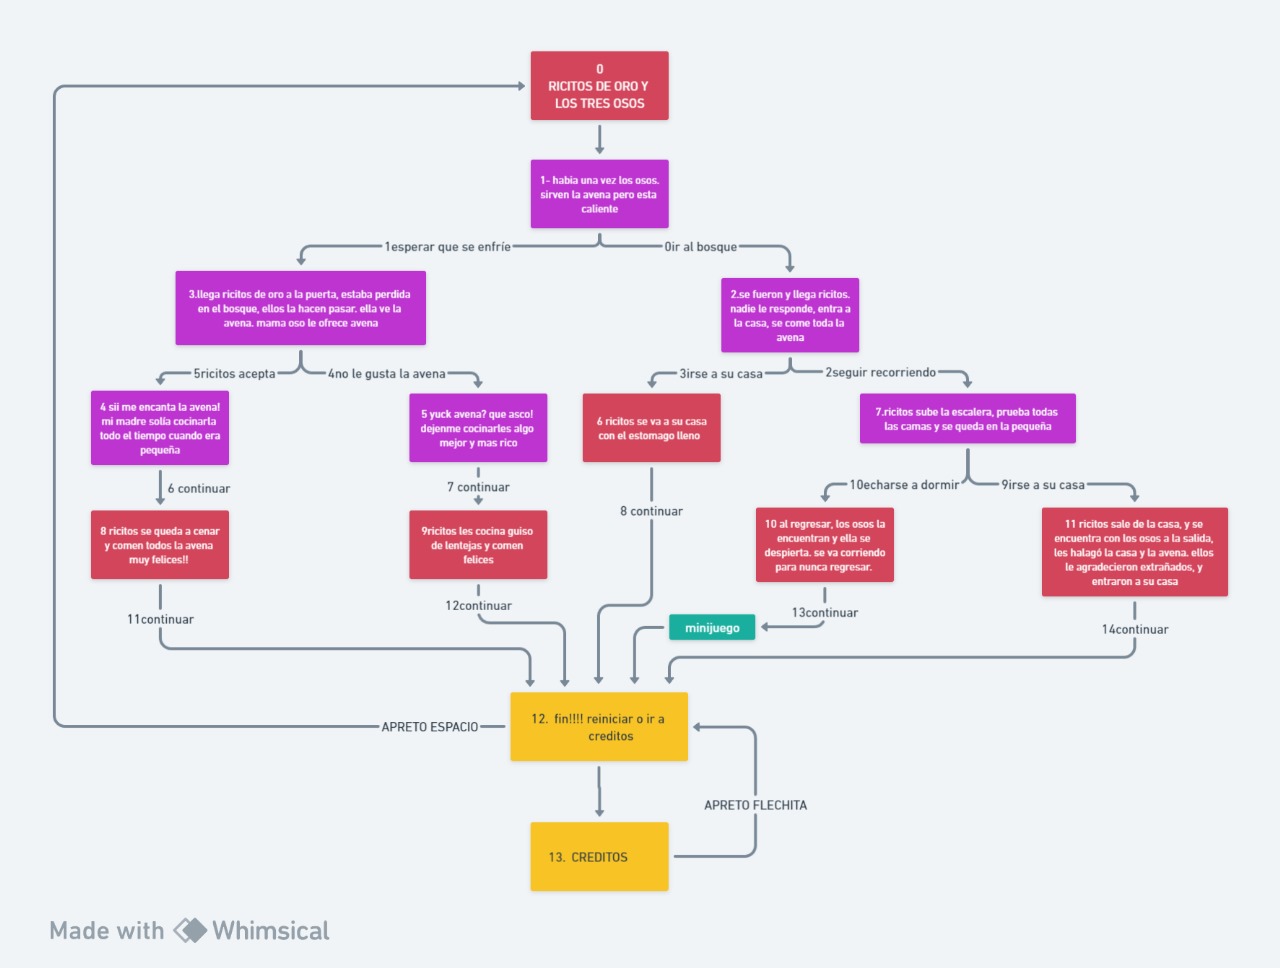 0
RICITOS DE ORO Y
LOS TRES OSOS
1- había una vez los osos.
sirven la avena pero esta
caliente
1esperar que se enfríe
0ir al bosque
3.llega ricitos de oro a la puerta, estaba perdida
en el bosque, ellos la hacen pasar. ella ve la
avena. mama oso le ofrece avena
2.se fueron y llega ricitos.
nadie le responde, entra a
la casa, se come toda la
avena
5ricitos acepta
4no le gusta la avena
3irse a su casa
2seguir recorriendo
4 sii me encanta la avena!
mi madre solía cocinarla
todo el tiempo cuando era
pequeña
5 yuck avena? que asco!
dejenme cocinarles algo
mejor y mas rico
6 ricitos se va a su casa
con el estomago lleno
7.ricitos sube la escalera, prueba todas
las camas y se queda en la pequeña
6 continuar
7 continuar
8 continuar
10echarse a dormir
9irse a su casa
8 ricitos se queda a cenar
y comen todos la avena
muy felices!!
9ricitos les cocina guiso
de lentejas y comen
felices
10 al regresar, los osos la
encuentran y ella se
despierta. se va corriendo
para nunca regresar.
11 ricitos sale de la casa, y se
encuentra con los osos a la salida,
les halagó la casa y la avena. ellos
le agradecieron extrañados, y
entraron a su casa
11continuar
12continuar
13continuar
minijuego
14continuar
12. fin!!!! reiniciar o ir a
creditos
APRETO ESPACIO
APRETO FLECHITA
13. CREDITOS
Made with Whimsical